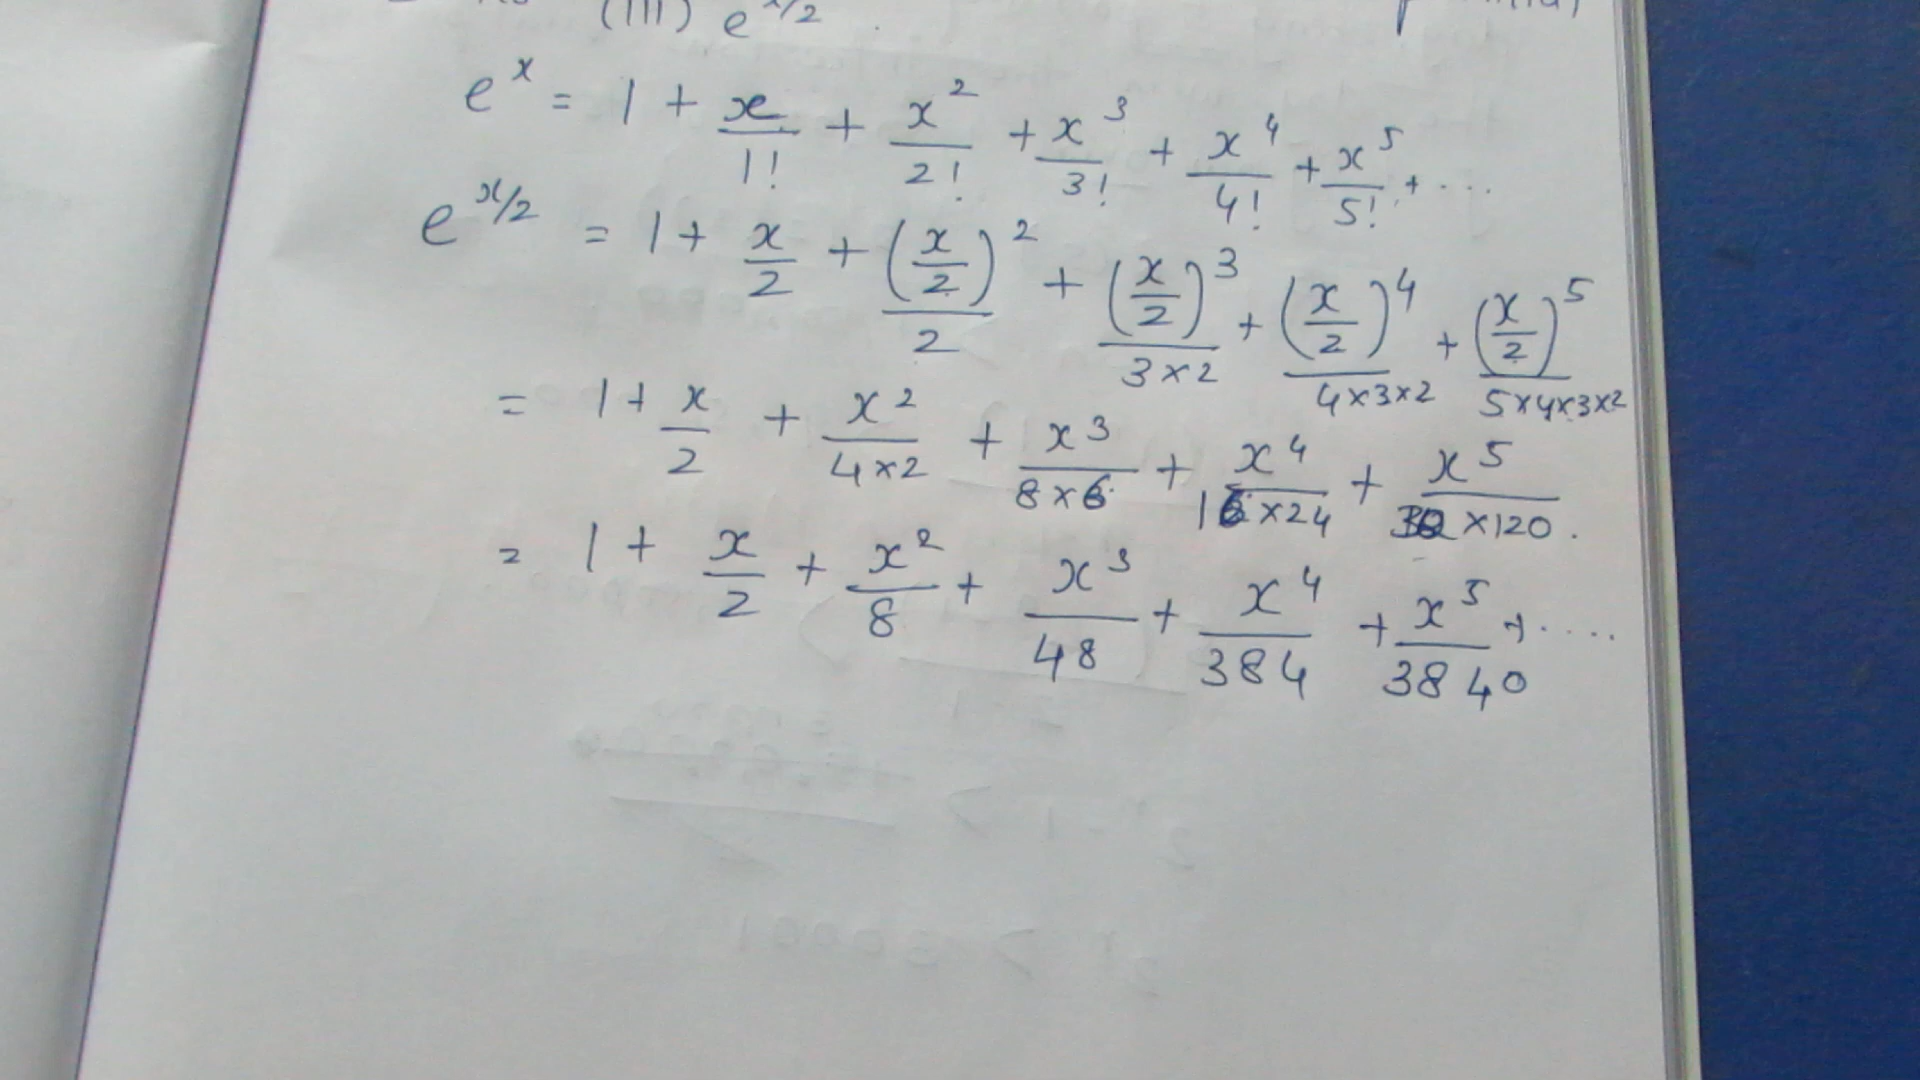 (III) e^x/2
e^x = 1 + x/1! + x^2/2! + x^3/3! + x^4/4! + x^5/5! + ...
e^x/2 = 1 + x/2 + (x/2)^2/2 + (x/2)^3/3×2 + (x/2)^4/4×3×2 + (x/2)^5/5×4×3×2
= 1 + x/2 + x^2/4×2 + x^3/8×6 + x^4/16×24 + x^5/32×120.
= 1 + x/2 + x^2/8 + x^3/48 + x^4/384 + x^5/3840 + ....